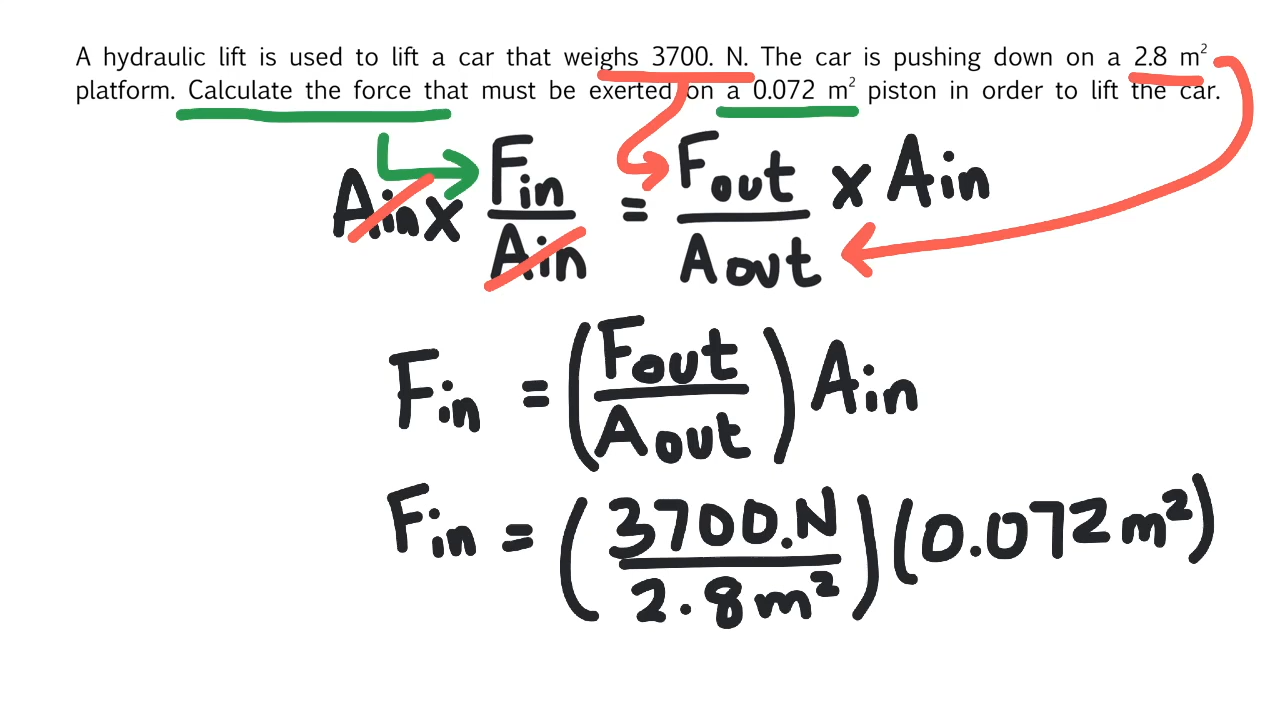 A hydraulic lift is used to lift a car that weighs 3700. N. The car is pushing down on a 2.8 m²
platform. Calculate the force that must be exerted on a 0.072 m² piston in order to lift the car.
Ain x Fin/Ain = Fout/Aout x Ain
Fin = (Fout/Aout) Ain
Fin = (3700.N/2.8m²)(0.072m²)